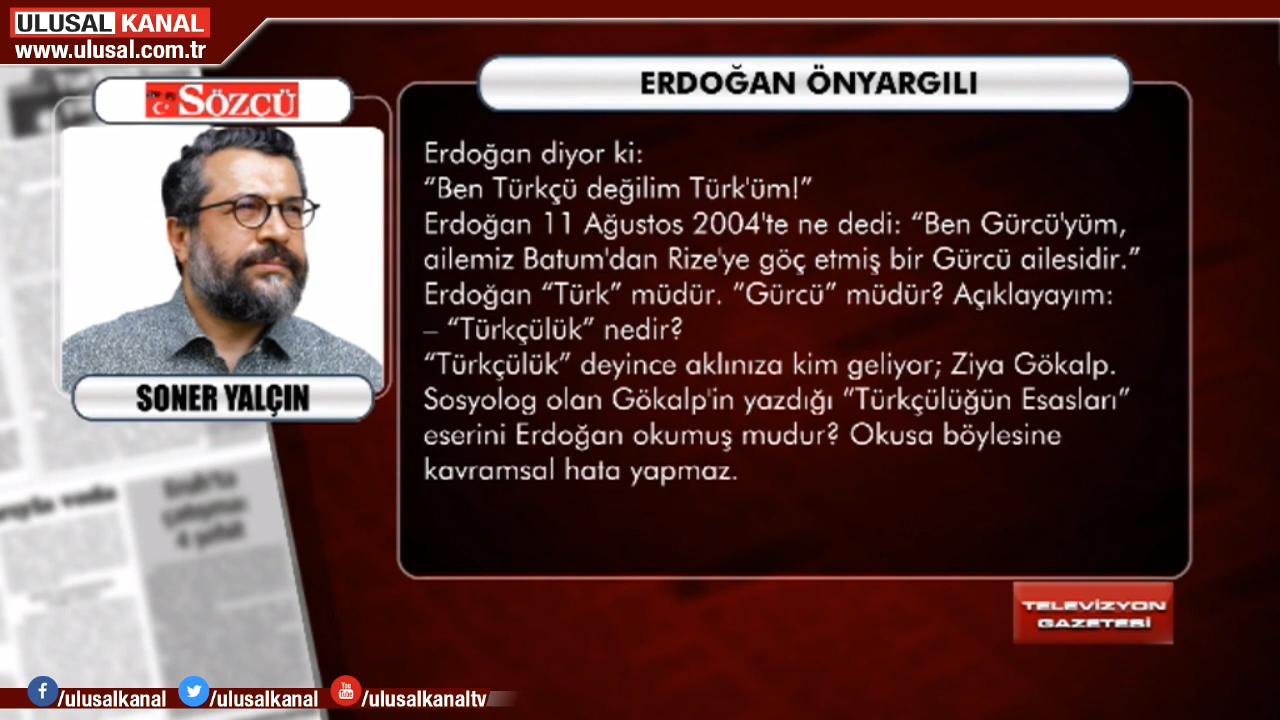 ULUSAL KANAL
www.ulusal.com.tr
SÖZCÜ
SONER YALÇIN
ERDOĞAN ÖNYARGILI
Erdoğan diyor ki:
“Ben Türkçü değilim Türk'üm!”
Erdoğan 11 Ağustos 2004'te ne dedi: “Ben Gürcü'yüm,
ailemiz Batum'dan Rize'ye göç etmiş bir Gürcü ailesidir.”
Erdoğan “Türk” müdür. “Gürcü” müdür? Açıklayayım:
– “Türkçülük” nedir?
“Türkçülük” deyince aklınıza kim geliyor; Ziya Gökalp.
Sosyolog olan Gökalp'in yazdığı “Türkçülüğün Esasları”
eserini Erdoğan okumuş mudur? Okusa böylesine
kavramsal hata yapmaz.
TELEVİZYON
GAZETESİ
/ulusalkanal /ulusalkanal You Tube /ulusalkanaltv